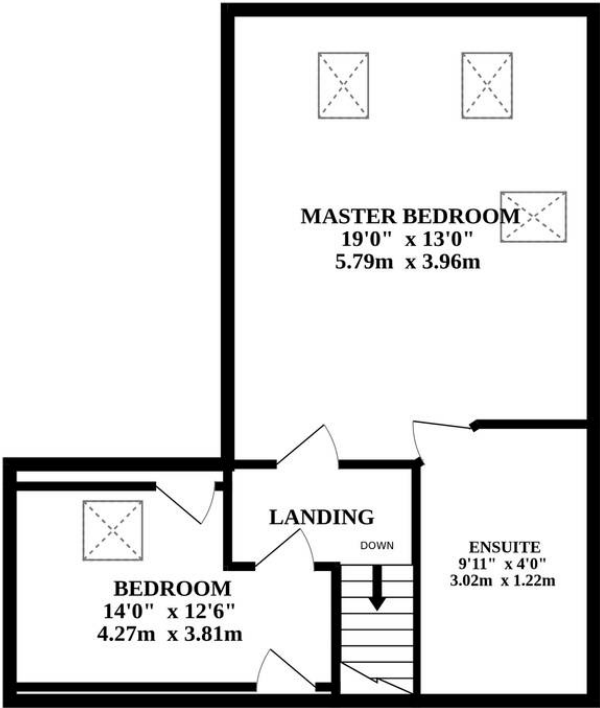 MASTER BEDROOM
19'0" x 13'0"
5.79m x 3.96m
LANDING
DOWN
ENSUITE
9'11" x 4'0"
3.02m x 1.22m
BEDROOM
14'0" x 12'6"
4.27m x 3.81m